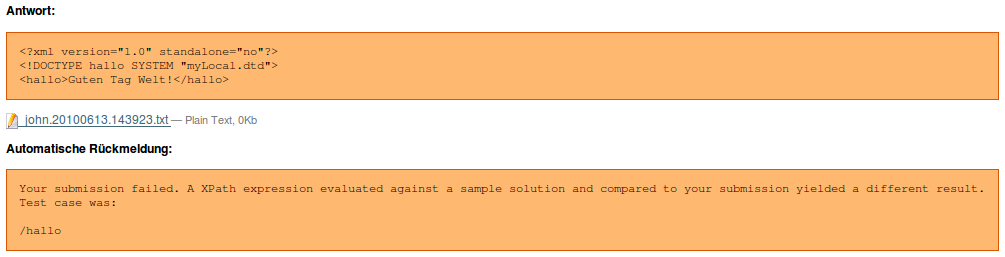 Antwort:
<?xml version="1.0" standalone="no"?>
<!DOCTYPE hallo SYSTEM "myLocal.dtd">
<hallo>Guten Tag Welt!</hallo>
john.20100613.143923.txt — Plain Text, 0Kb
Automatische Rückmeldung:
Your submission failed. A XPath expression evaluated against a sample solution and compared to your submission yielded a different result.
Test case was:
/hallo